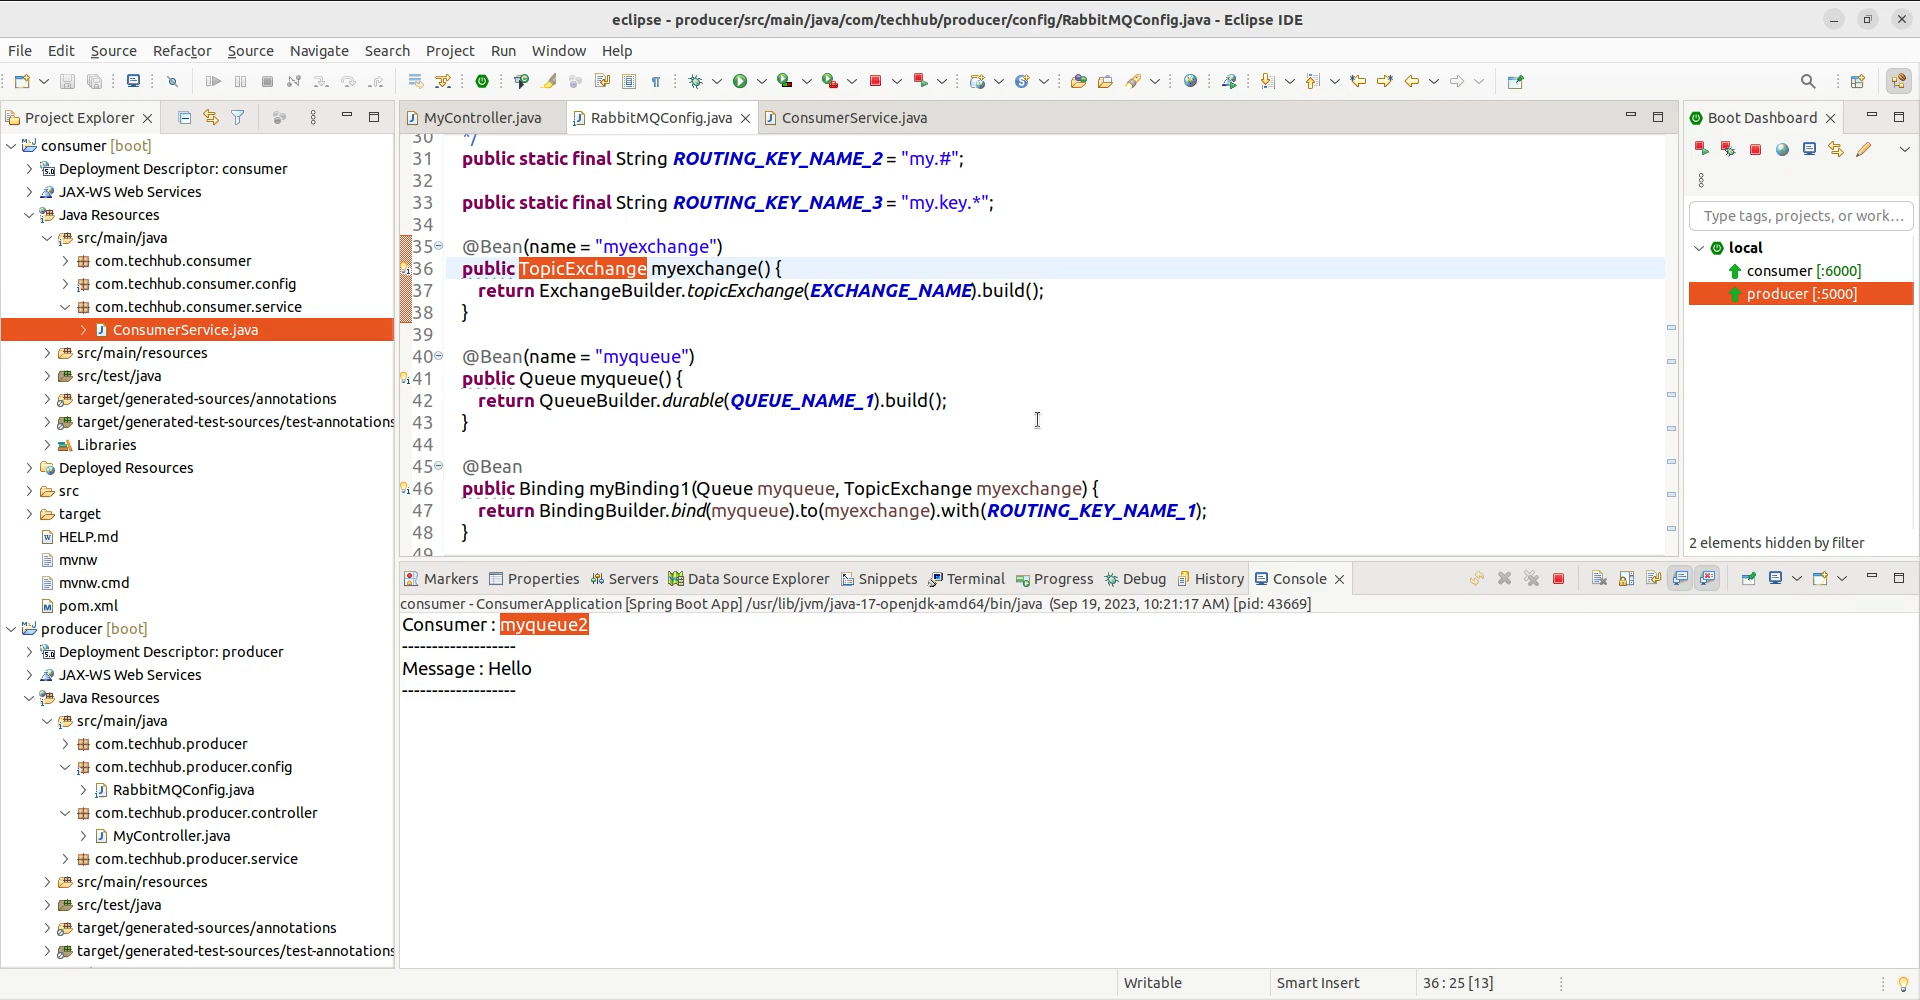 eclipse - producer/src/main/java/com/techhub/producer/config/RabbitMQConfig.java - Eclipse IDE
File Edit Source Refactor Source Navigate Search Project Run Window Help
Project Explorer
consumer [boot]
Deployment Descriptor: consumer
JAX-WS Web Services
Java Resources
src/main/java
com.techhub.consumer
com.techhub.consumer.config
com.techhub.consumer.service
ConsumerService.java
src/main/resources
src/test/java
target/generated-sources/annotations
target/generated-test-sources/test-annotations
Libraries
Deployed Resources
src
target
HELP.md
mvnw
mvnw.cmd
pom.xml
producer [boot]
Deployment Descriptor: producer
JAX-WS Web Services
Java Resources
src/main/java
com.techhub.producer
com.techhub.producer.config
RabbitMQConfig.java
com.techhub.producer.controller
MyController.java
com.techhub.producer.service
src/main/resources
src/test/java
target/generated-sources/annotations
target/generated-test-sources/test-annotations
MyController.java RabbitMQConfig.java ConsumerService.java
30 */
31 public static final String ROUTING_KEY_NAME_2 = "my.#";
32
33 public static final String ROUTING_KEY_NAME_3 = "my.key.*";
34
35 @Bean(name = "myexchange")
36 public TopicExchange myexchange() {
37 return ExchangeBuilder.topicExchange(EXCHANGE_NAME).build();
38 }
39
40 @Bean(name = "myqueue")
41 public Queue myqueue() {
42 return QueueBuilder.durable(QUEUE_NAME_1).build();
43 }
44
45 @Bean
46 public Binding myBinding1(Queue myqueue, TopicExchange myexchange) {
47 return BindingBuilder.bind(myqueue).to(myexchange).with(ROUTING_KEY_NAME_1);
48 }
49
Boot Dashboard
Type tags, projects, or work...
local
consumer [:6000]
producer [:5000]
2 elements hidden by filter
Markers Properties Servers Data Source Explorer Snippets Terminal Progress Debug History Console
consumer - ConsumerApplication [Spring Boot App] /usr/lib/jvm/java-17-openjdk-amd64/bin/java (Sep 19, 2023, 10:21:17 AM) [pid: 43669]
Consumer : myqueue2
-------------------
Message : Hello
-------------------
Writable Smart Insert 36 : 25 [13]